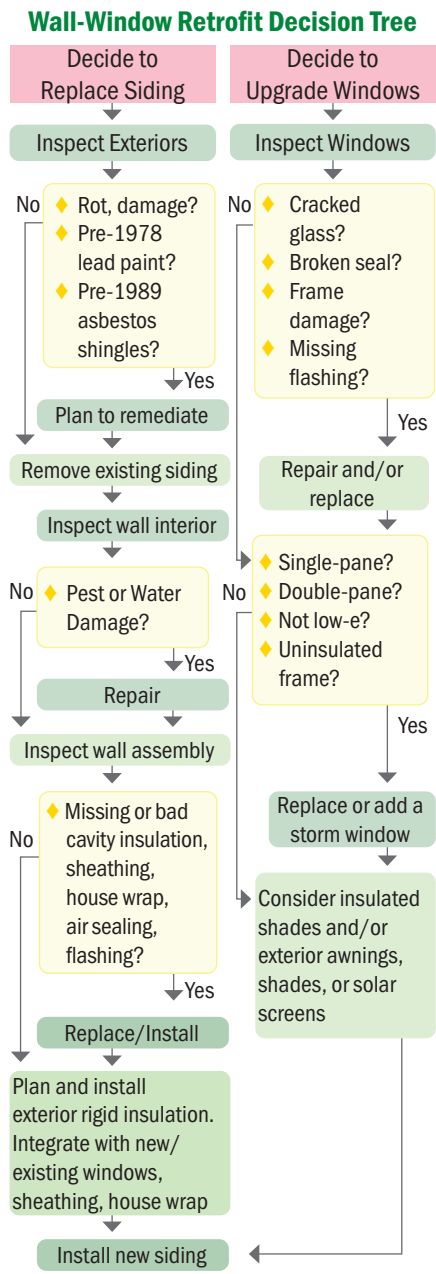 Wall-Window Retrofit Decision Tree
Decide to
Replace Siding
Inspect Exteriors
No
Rot, damage?
Pre-1978
lead paint?
Pre-1989
asbestos
shingles?
Yes
Plan to remediate
Remove existing siding
Inspect wall interior
No
Pest or Water
Damage?
Yes
Repair
Inspect wall assembly
No
Missing or bad
cavity insulation,
sheathing,
house wrap,
air sealing,
flashing?
Yes
Replace/Install
Plan and install
exterior rigid insulation.
Integrate with new/
existing windows,
sheathing, house wrap
Install new siding
Decide to
Upgrade Windows
Inspect Windows
No
Cracked
glass?
Broken seal?
Frame
damage?
Missing
flashing?
Yes
Repair and/or
replace
No
Single-pane?
Double-pane?
Not low-e?
Uninsulated
frame?
Yes
Replace or add a
storm window
Consider insulated
shades and/or
exterior awnings,
shades, or solar
screens